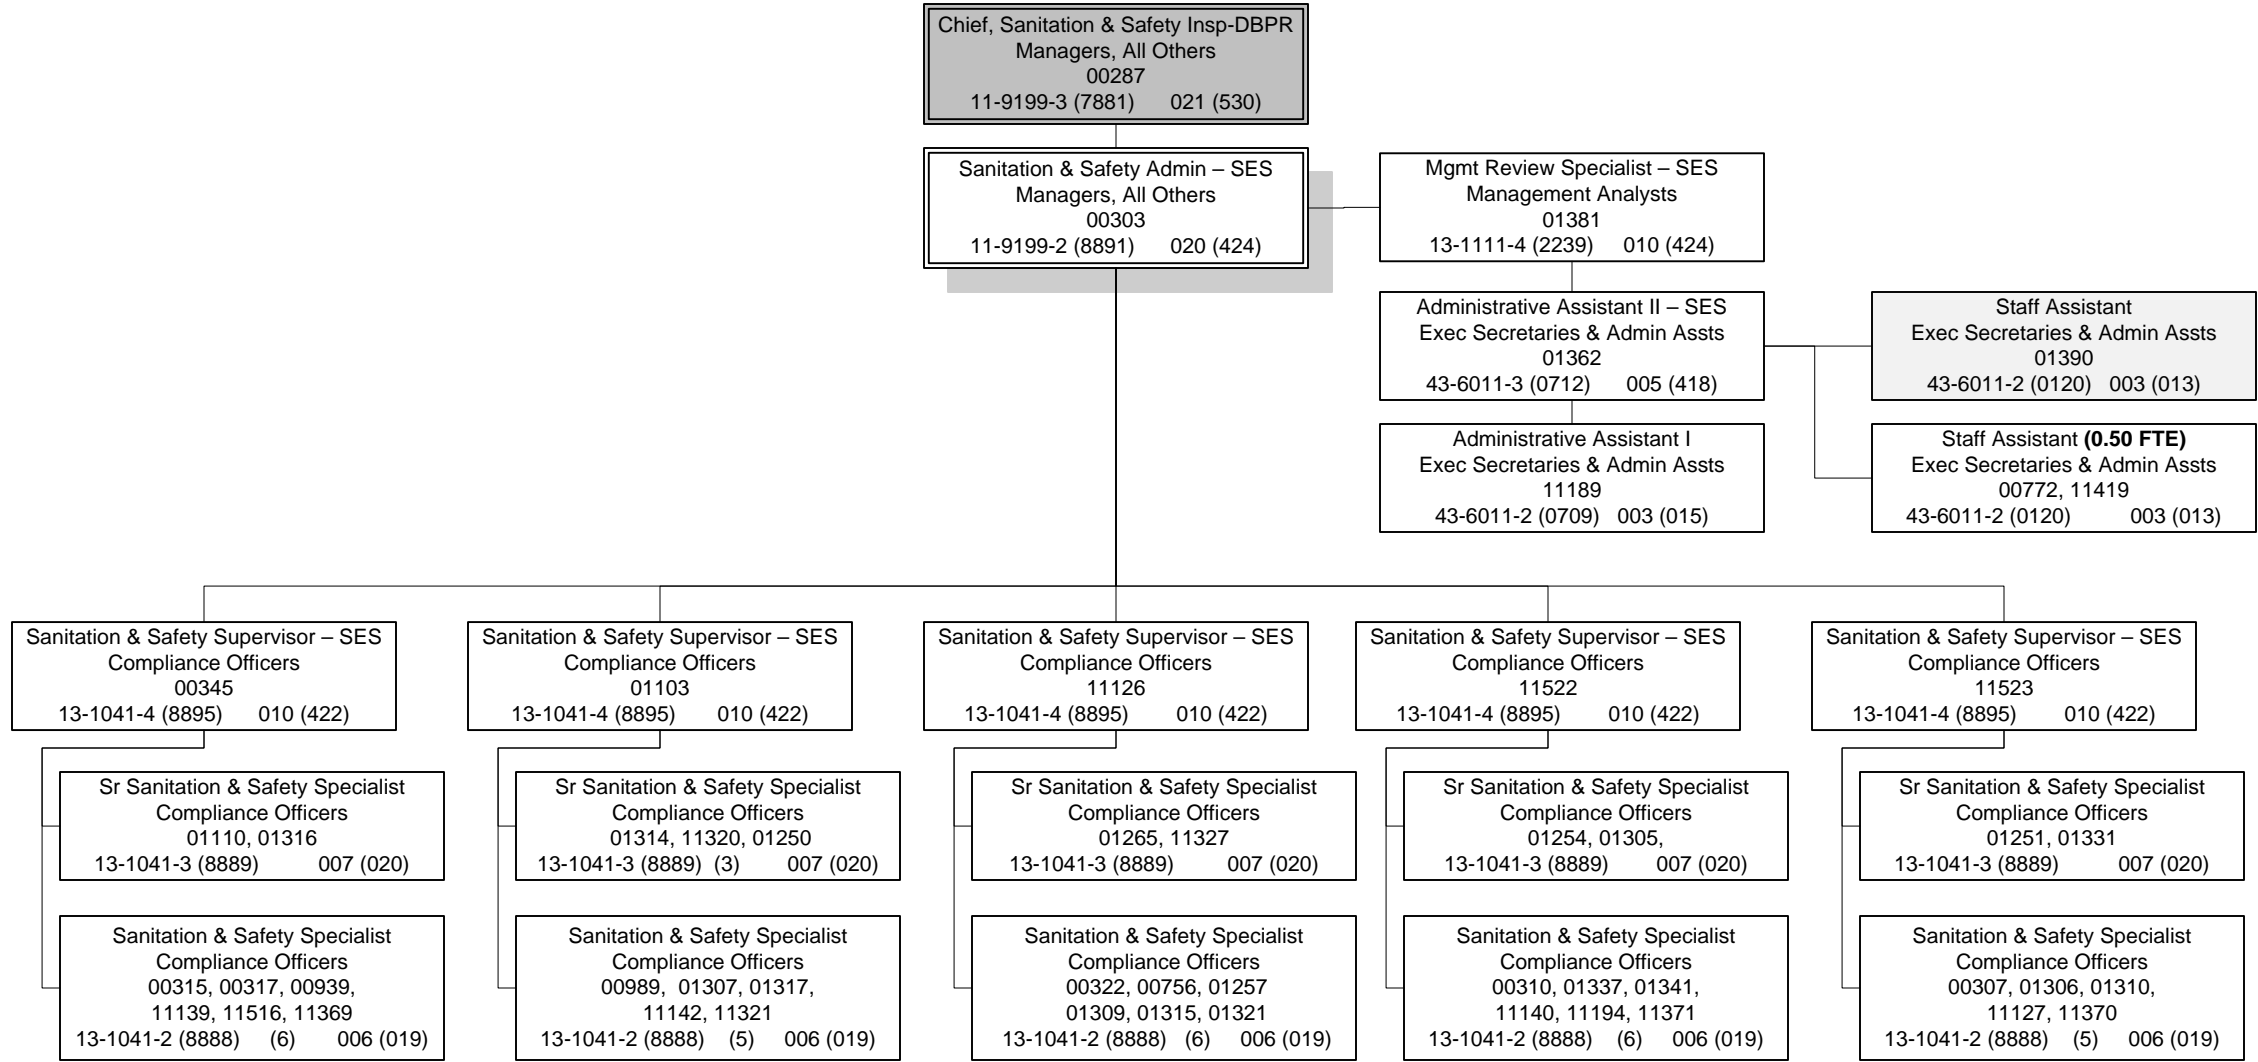 Chief, Sanitation & Safety Insp-DBPR
Managers, All Others
00287
11-9199-3 (7881) 021 (530)
Sanitation & Safety Admin – SES
Managers, All Others
00303
11-9199-2 (8891) 020 (424)
Mgmt Review Specialist – SES
Management Analysts
01381
13-1111-4 (2239) 010 (424)
Administrative Assistant II – SES
Exec Secretaries & Admin Assts
01362
43-6011-3 (0712) 005 (418)
Staff Assistant
Exec Secretaries & Admin Assts
01390
43-6011-2 (0120) 003 (013)
Administrative Assistant I
Exec Secretaries & Admin Assts
11189
43-6011-2 (0709) 003 (015)
Staff Assistant (0.50 FTE)
Exec Secretaries & Admin Assts
00772, 11419
43-6011-2 (0120) 003 (013)
Sanitation & Safety Supervisor – SES
Compliance Officers
00345
13-1041-4 (8895) 010 (422)
Sanitation & Safety Supervisor – SES
Compliance Officers
01103
13-1041-4 (8895) 010 (422)
Sanitation & Safety Supervisor – SES
Compliance Officers
11126
13-1041-4 (8895) 010 (422)
Sanitation & Safety Supervisor – SES
Compliance Officers
11522
13-1041-4 (8895) 010 (422)
Sanitation & Safety Supervisor – SES
Compliance Officers
11523
13-1041-4 (8895) 010 (422)
Sr Sanitation & Safety Specialist
Compliance Officers
01110, 01316
13-1041-3 (8889) 007 (020)
Sr Sanitation & Safety Specialist
Compliance Officers
01314, 11320, 01250
13-1041-3 (8889) (3) 007 (020)
Sr Sanitation & Safety Specialist
Compliance Officers
01265, 11327
13-1041-3 (8889) 007 (020)
Sr Sanitation & Safety Specialist
Compliance Officers
01254, 01305,
13-1041-3 (8889) 007 (020)
Sr Sanitation & Safety Specialist
Compliance Officers
01251, 01331
13-1041-3 (8889) 007 (020)
Sanitation & Safety Specialist
Compliance Officers
00315, 00317, 00939,
11139, 11516, 11369
13-1041-2 (8888) (6) 006 (019)
Sanitation & Safety Specialist
Compliance Officers
00989, 01307, 01317,
11142, 11321
13-1041-2 (8888) (5) 006 (019)
Sanitation & Safety Specialist
Compliance Officers
00322, 00756, 01257
01309, 01315, 01321
13-1041-2 (8888) (6) 006 (019)
Sanitation & Safety Specialist
Compliance Officers
00310, 01337, 01341,
11140, 11194, 11371
13-1041-2 (8888) (6) 006 (019)
Sanitation & Safety Specialist
Compliance Officers
00307, 01306, 01310,
11127, 11370
13-1041-2 (8888) (5) 006 (019)